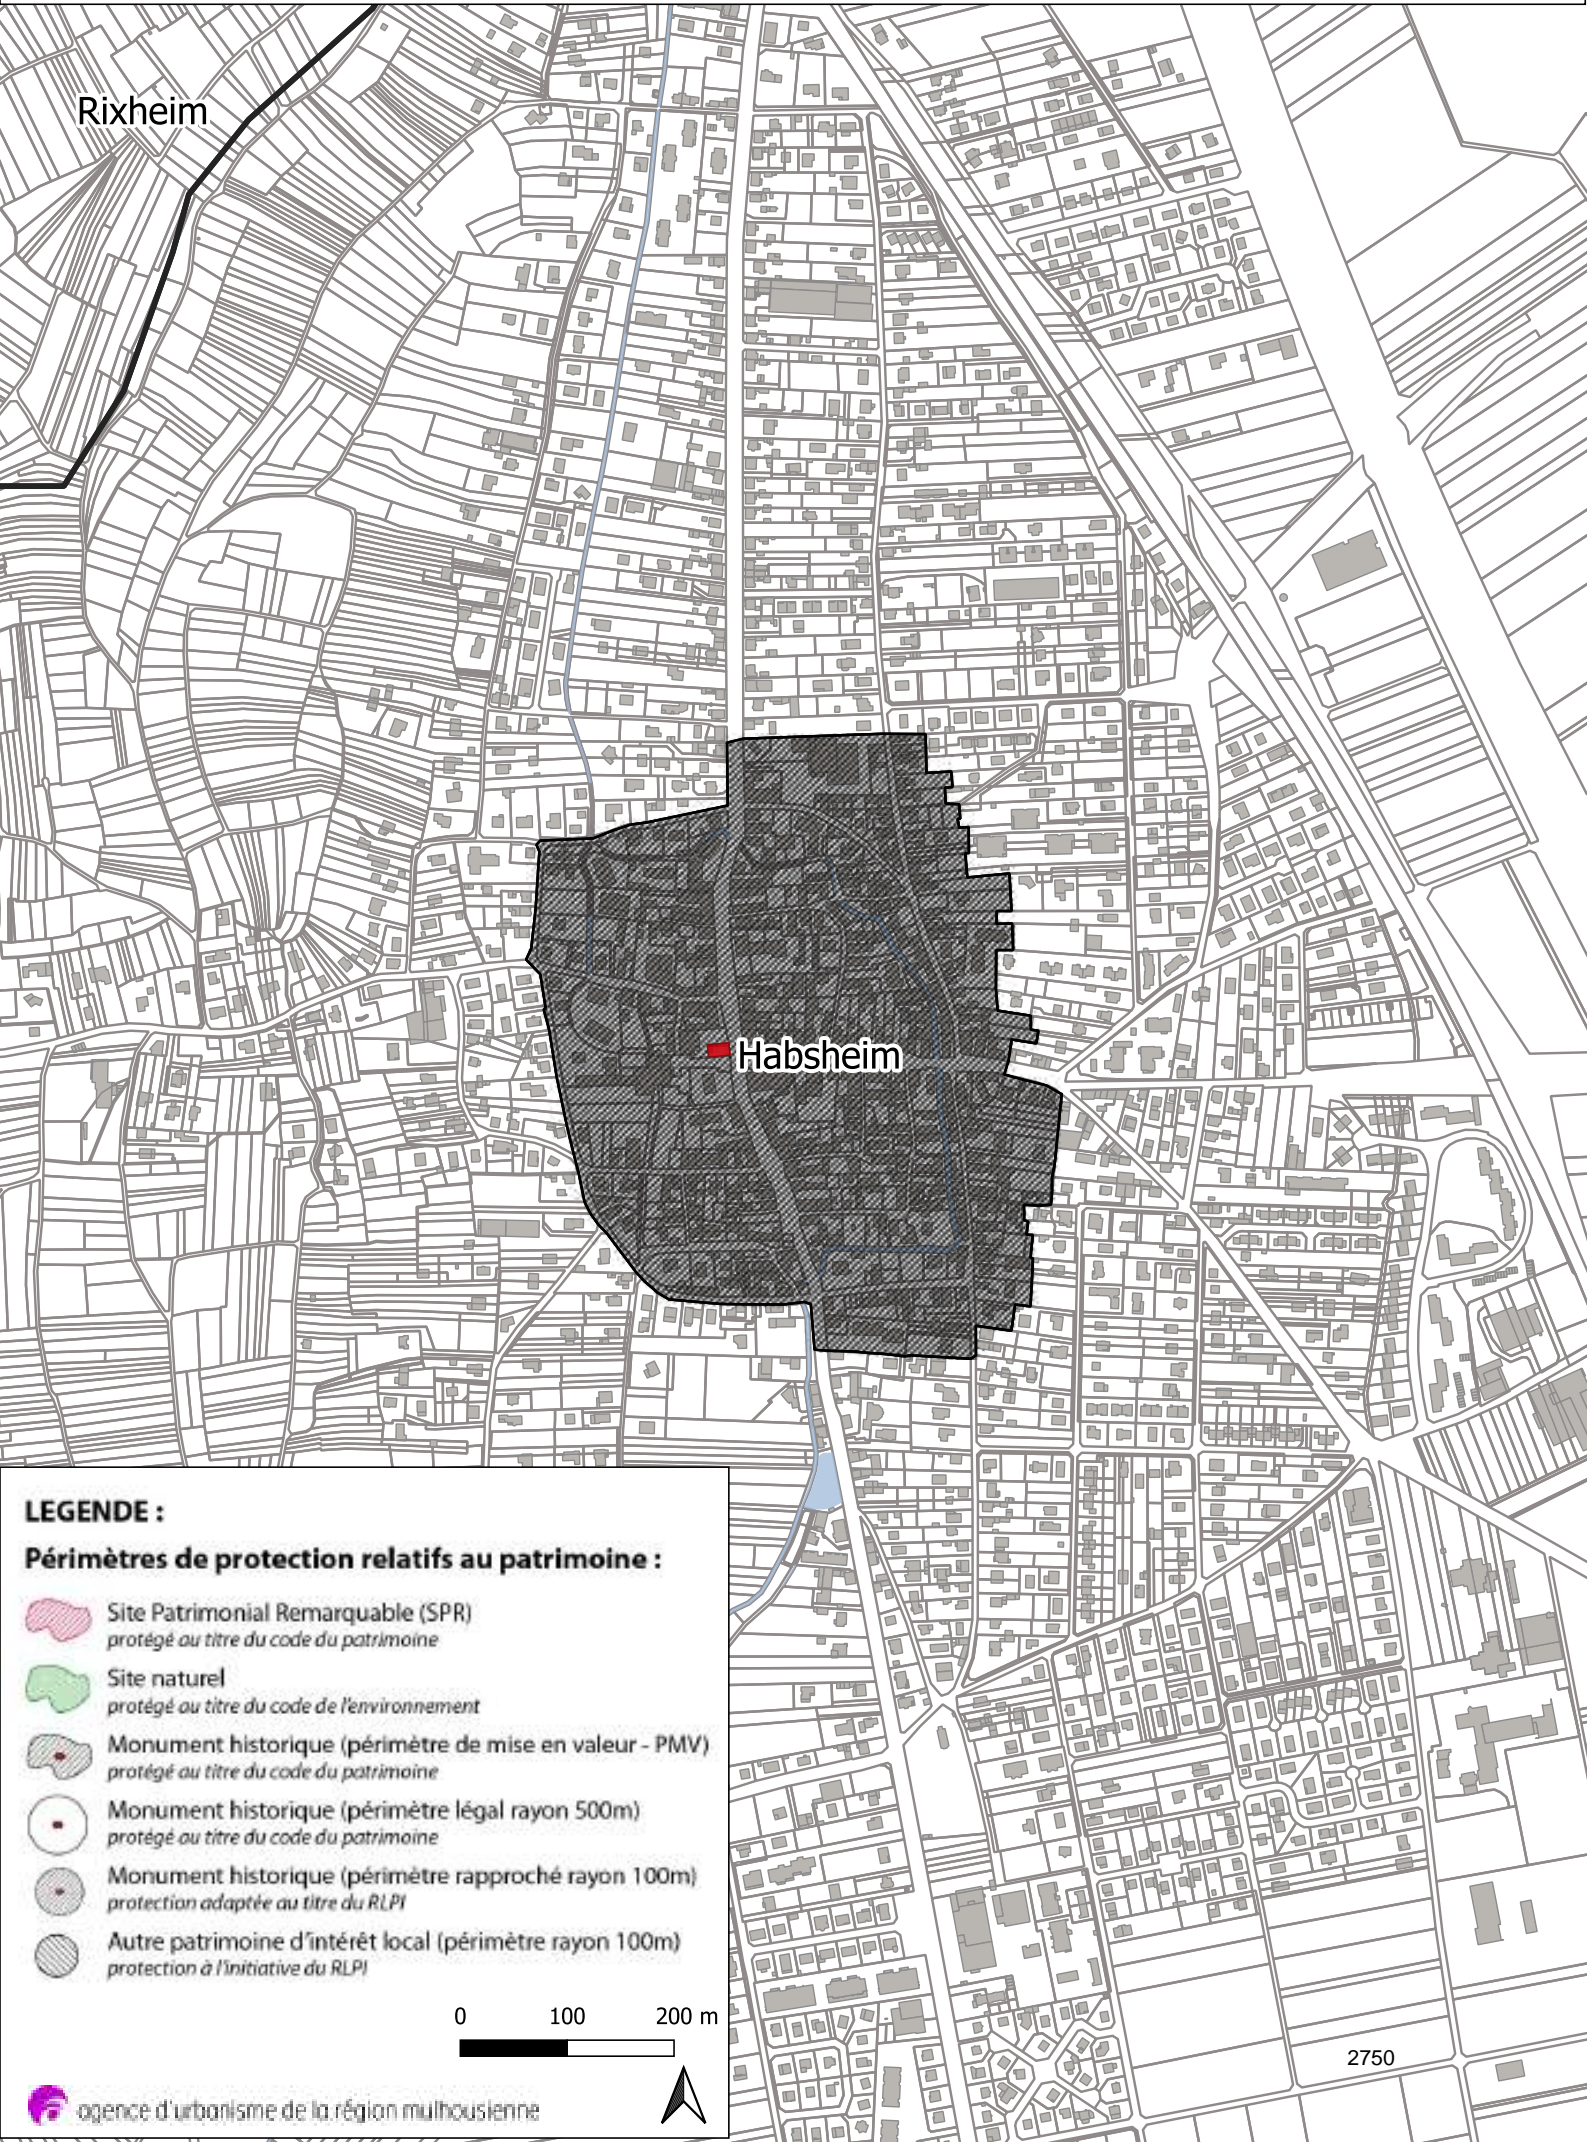 Rixheim
Habsheim
LEGENDE :
Périmètres de protection relatifs au patrimoine :
Site Patrimonial Remarquable (SPR)
protégé au titre du code du patrimoine
Site naturel
protégé au titre du code de l'environnement
Monument historique (périmètre de mise en valeur - PMV)
protégé au titre du code du patrimoine
Monument historique (périmètre légal rayon 500m)
protégé au titre du code du patrimoine
Monument historique (périmètre rapproché rayon 100m)
protection adaptée au titre du RLPI
Autre patrimoine d'intérêt local (périmètre rayon 100m)
protection à l'initiative du RLPI
0 100 200 m
2750
agence d'urbanisme de la région mulhousienne